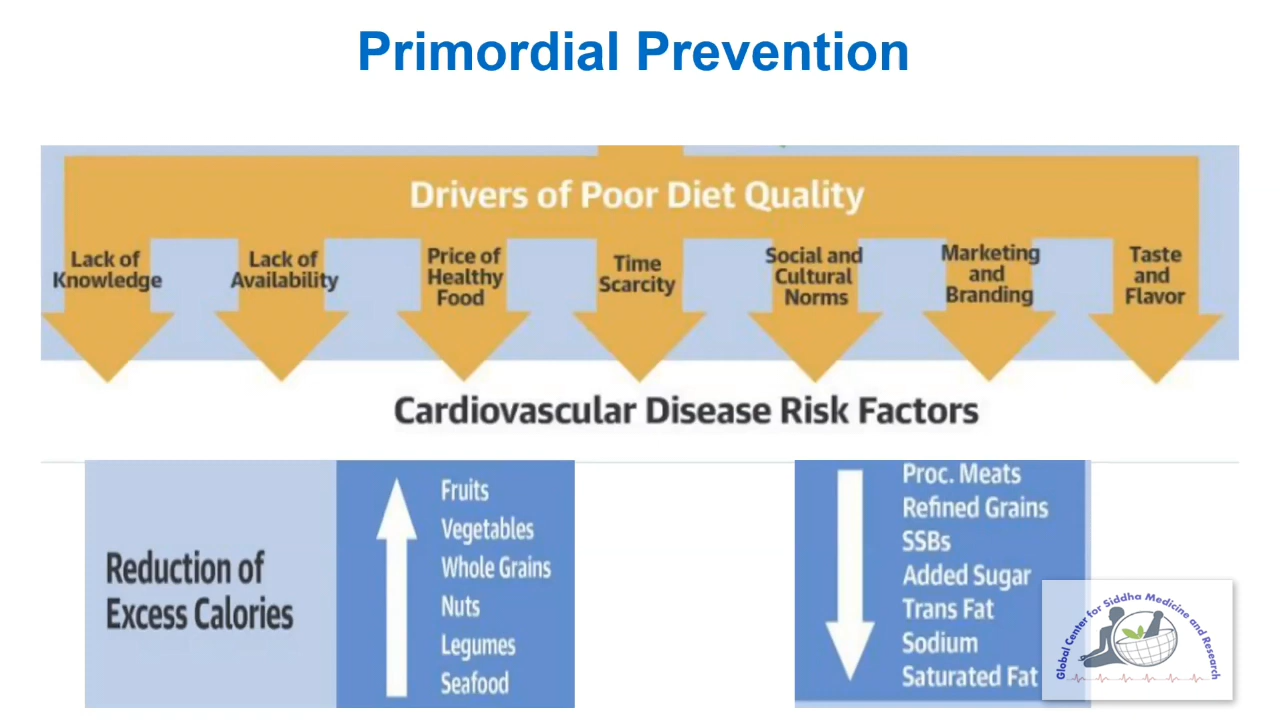 Primordial Prevention
Drivers of Poor Diet Quality
Lack of
Knowledge
Lack of
Availability
Price of
Healthy
Food
Time
Scarcity
Social and
Cultural
Norms
Marketing
and
Branding
Taste
and
Flavor
Cardiovascular Disease Risk Factors
Reduction of
Excess Calories
Fruits
Vegetables
Whole Grains
Nuts
Legumes
Seafood
Proc. Meats
Refined Grains
SSBs
Added Sugar
Trans Fat
Sodium
Saturated Fat
Global Center for Siddha Medicine and Research